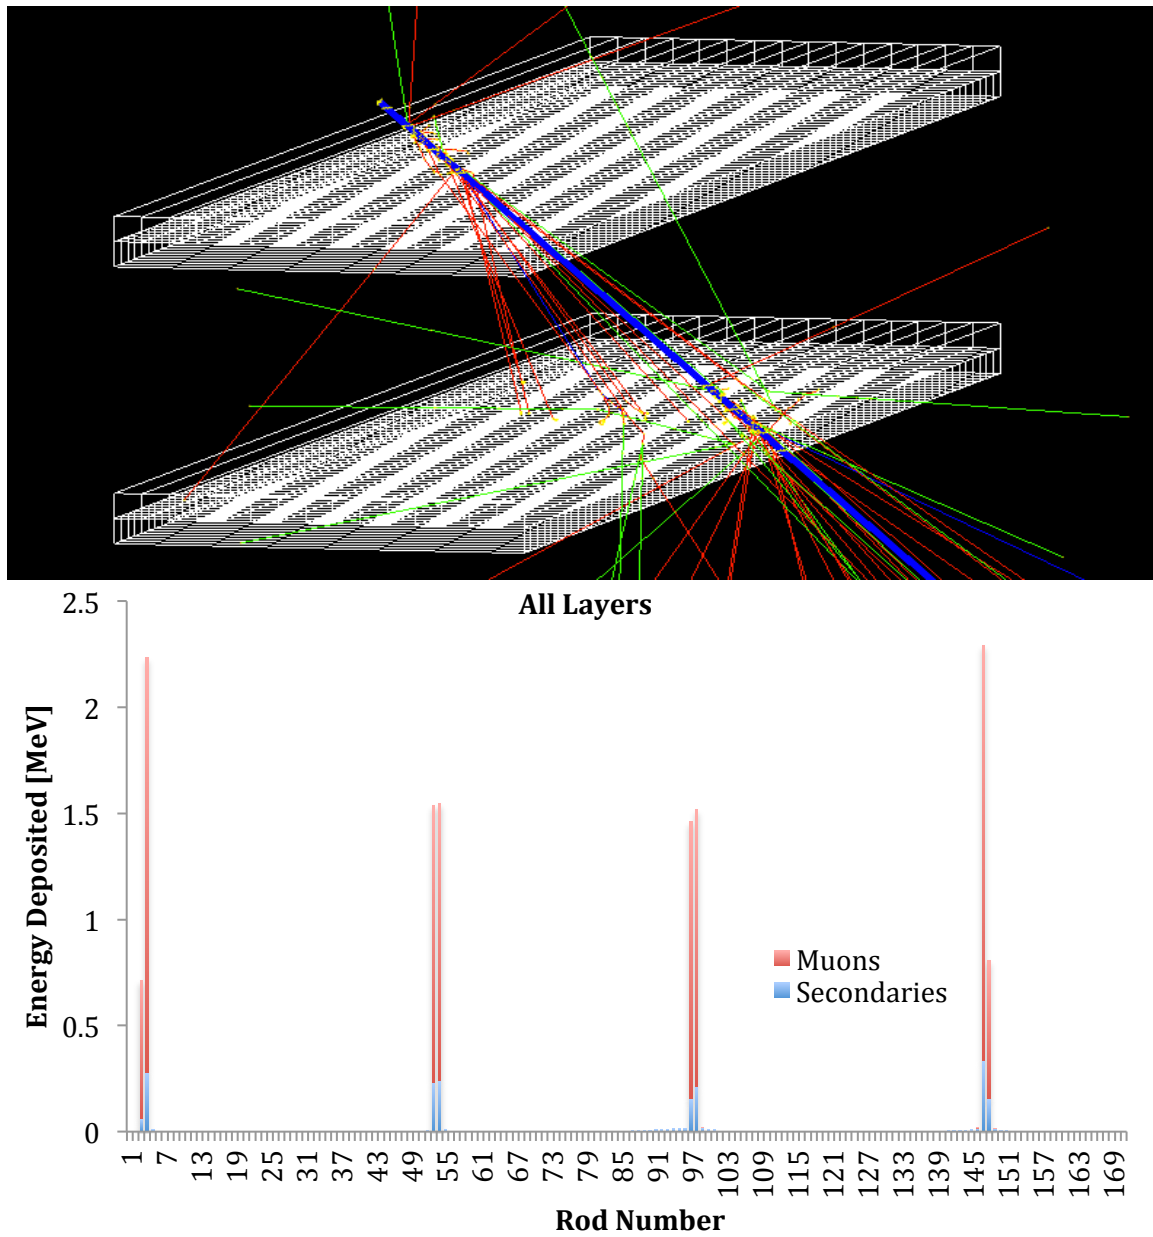 All Layers
2.5
2
1.5
1
0.5
0
Energy Deposited [MeV]
Muons
Secondaries
1 7 13 19 25 31 37 43 49 55 61 67 73 79 85 91 97 103 109 115 121 127 133 139 145 151 157 163 169
Rod Number